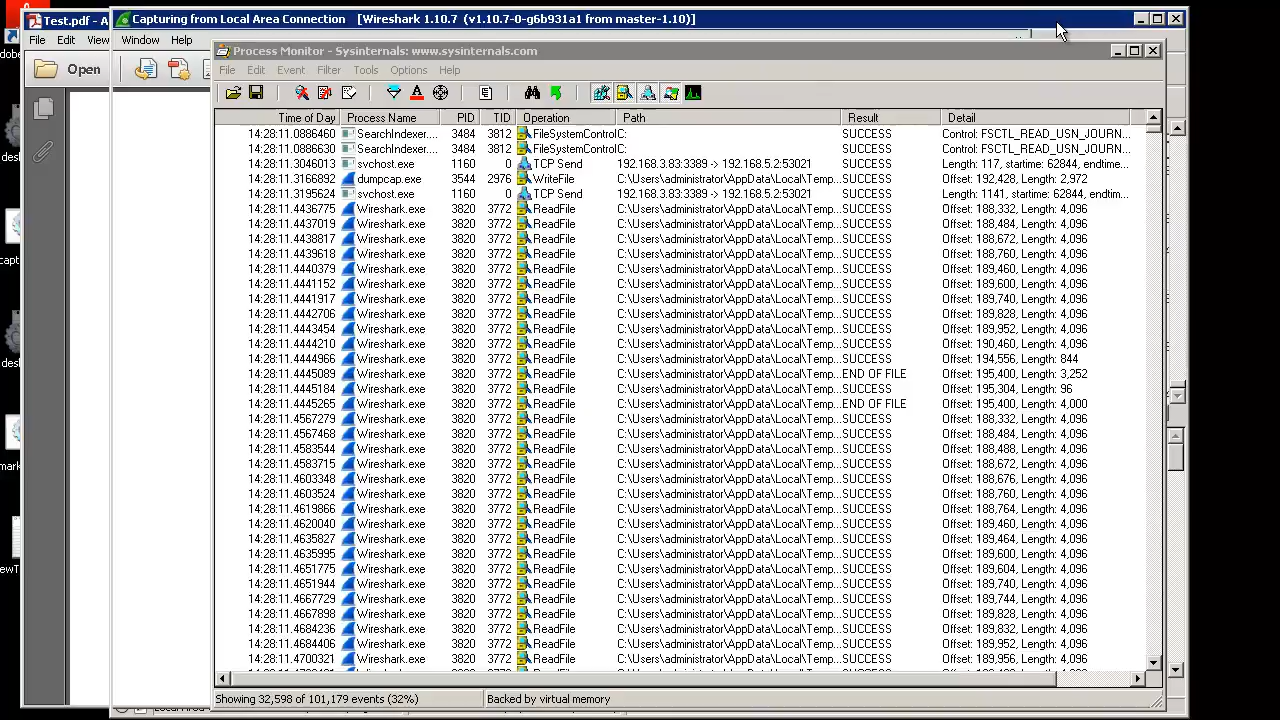 Test.pdf - A
Capturing from Local Area Connection [Wireshark 1.10.7 (v1.10.7-0-g6b931a1 from master-1.10)]
File Edit View
Window Help
Open
Process Monitor - Sysinternals: www.sysinternals.com
File Edit Event Filter Tools Options Help
Time of Day Process Name PID TID Operation Path Result Detail
14:28:11.0886460 SearchIndexer.... 3484 3812 FileSystemControl C: SUCCESS Control: FSCTL_READ_USN_JOURN...
14:28:11.0886630 SearchIndexer.... 3484 3812 FileSystemControl C: SUCCESS Control: FSCTL_READ_USN_JOURN...
14:28:11.3046013 svchost.exe 1160 0 TCP Send 192.168.3.83:3389 -> 192.168.5.2:53021 SUCCESS Length: 117, startime: 62844, endtime...
14:28:11.3166892 dumpcap.exe 3544 2976 WriteFile C:\Users\administrator\AppData\Local\Temp... SUCCESS Offset: 192,428, Length: 2,972
14:28:11.3195624 svchost.exe 1160 0 TCP Send 192.168.3.83:3389 -> 192.168.5.2:53021 SUCCESS Length: 1141, startime: 62844, endtim...
14:28:11.4436775 Wireshark.exe 3820 3772 ReadFile C:\Users\administrator\AppData\Local\Temp... SUCCESS Offset: 188,332, Length: 4,096
14:28:11.4437019 Wireshark.exe 3820 3772 ReadFile C:\Users\administrator\AppData\Local\Temp... SUCCESS Offset: 188,484, Length: 4,096
14:28:11.4438817 Wireshark.exe 3820 3772 ReadFile C:\Users\administrator\AppData\Local\Temp... SUCCESS Offset: 188,672, Length: 4,096
14:28:11.4439618 Wireshark.exe 3820 3772 ReadFile C:\Users\administrator\AppData\Local\Temp... SUCCESS Offset: 188,760, Length: 4,096
14:28:11.4440379 Wireshark.exe 3820 3772 ReadFile C:\Users\administrator\AppData\Local\Temp... SUCCESS Offset: 189,460, Length: 4,096
14:28:11.4441152 Wireshark.exe 3820 3772 ReadFile C:\Users\administrator\AppData\Local\Temp... SUCCESS Offset: 189,600, Length: 4,096
14:28:11.4441917 Wireshark.exe 3820 3772 ReadFile C:\Users\administrator\AppData\Local\Temp... SUCCESS Offset: 189,740, Length: 4,096
14:28:11.4442706 Wireshark.exe 3820 3772 ReadFile C:\Users\administrator\AppData\Local\Temp... SUCCESS Offset: 189,828, Length: 4,096
14:28:11.4443454 Wireshark.exe 3820 3772 ReadFile C:\Users\administrator\AppData\Local\Temp... SUCCESS Offset: 189,952, Length: 4,096
14:28:11.4444210 Wireshark.exe 3820 3772 ReadFile C:\Users\administrator\AppData\Local\Temp... SUCCESS Offset: 190,460, Length: 4,096
14:28:11.4444966 Wireshark.exe 3820 3772 ReadFile C:\Users\administrator\AppData\Local\Temp... SUCCESS Offset: 194,556, Length: 844
14:28:11.4445089 Wireshark.exe 3820 3772 ReadFile C:\Users\administrator\AppData\Local\Temp... END OF FILE Offset: 195,400, Length: 3,252
14:28:11.4445184 Wireshark.exe 3820 3772 ReadFile C:\Users\administrator\AppData\Local\Temp... SUCCESS Offset: 195,304, Length: 96
14:28:11.4445265 Wireshark.exe 3820 3772 ReadFile C:\Users\administrator\AppData\Local\Temp... END OF FILE Offset: 195,400, Length: 4,000
14:28:11.4567279 Wireshark.exe 3820 3772 ReadFile C:\Users\administrator\AppData\Local\Temp... SUCCESS Offset: 188,332, Length: 4,096
14:28:11.4567468 Wireshark.exe 3820 3772 ReadFile C:\Users\administrator\AppData\Local\Temp... SUCCESS Offset: 188,484, Length: 4,096
14:28:11.4583544 Wireshark.exe 3820 3772 ReadFile C:\Users\administrator\AppData\Local\Temp... SUCCESS Offset: 188,488, Length: 4,096
14:28:11.4583715 Wireshark.exe 3820 3772 ReadFile C:\Users\administrator\AppData\Local\Temp... SUCCESS Offset: 188,672, Length: 4,096
14:28:11.4603348 Wireshark.exe 3820 3772 ReadFile C:\Users\administrator\AppData\Local\Temp... SUCCESS Offset: 188,676, Length: 4,096
14:28:11.4603524 Wireshark.exe 3820 3772 ReadFile C:\Users\administrator\AppData\Local\Temp... SUCCESS Offset: 188,760, Length: 4,096
14:28:11.4619866 Wireshark.exe 3820 3772 ReadFile C:\Users\administrator\AppData\Local\Temp... SUCCESS Offset: 188,764, Length: 4,096
14:28:11.4620040 Wireshark.exe 3820 3772 ReadFile C:\Users\administrator\AppData\Local\Temp... SUCCESS Offset: 189,460, Length: 4,096
14:28:11.4635827 Wireshark.exe 3820 3772 ReadFile C:\Users\administrator\AppData\Local\Temp... SUCCESS Offset: 189,464, Length: 4,096
14:28:11.4635995 Wireshark.exe 3820 3772 ReadFile C:\Users\administrator\AppData\Local\Temp... SUCCESS Offset: 189,600, Length: 4,096
14:28:11.4651775 Wireshark.exe 3820 3772 ReadFile C:\Users\administrator\AppData\Local\Temp... SUCCESS Offset: 189,604, Length: 4,096
14:28:11.4651944 Wireshark.exe 3820 3772 ReadFile C:\Users\administrator\AppData\Local\Temp... SUCCESS Offset: 189,740, Length: 4,096
14:28:11.4667729 Wireshark.exe 3820 3772 ReadFile C:\Users\administrator\AppData\Local\Temp... SUCCESS Offset: 189,744, Length: 4,096
14:28:11.4667898 Wireshark.exe 3820 3772 ReadFile C:\Users\administrator\AppData\Local\Temp... SUCCESS Offset: 189,828, Length: 4,096
14:28:11.4684236 Wireshark.exe 3820 3772 ReadFile C:\Users\administrator\AppData\Local\Temp... SUCCESS Offset: 189,832, Length: 4,096
14:28:11.4684406 Wireshark.exe 3820 3772 ReadFile C:\Users\administrator\AppData\Local\Temp... SUCCESS Offset: 189,952, Length: 4,096
14:28:11.4700321 Wireshark.exe 3820 3772 ReadFile C:\Users\administrator\AppData\Local\Temp... SUCCESS Offset: 189,956, Length: 4,096
Showing 32,598 of 101,179 events (32%) Backed by virtual memory
dobe
desk
capt
des
mark
ewT